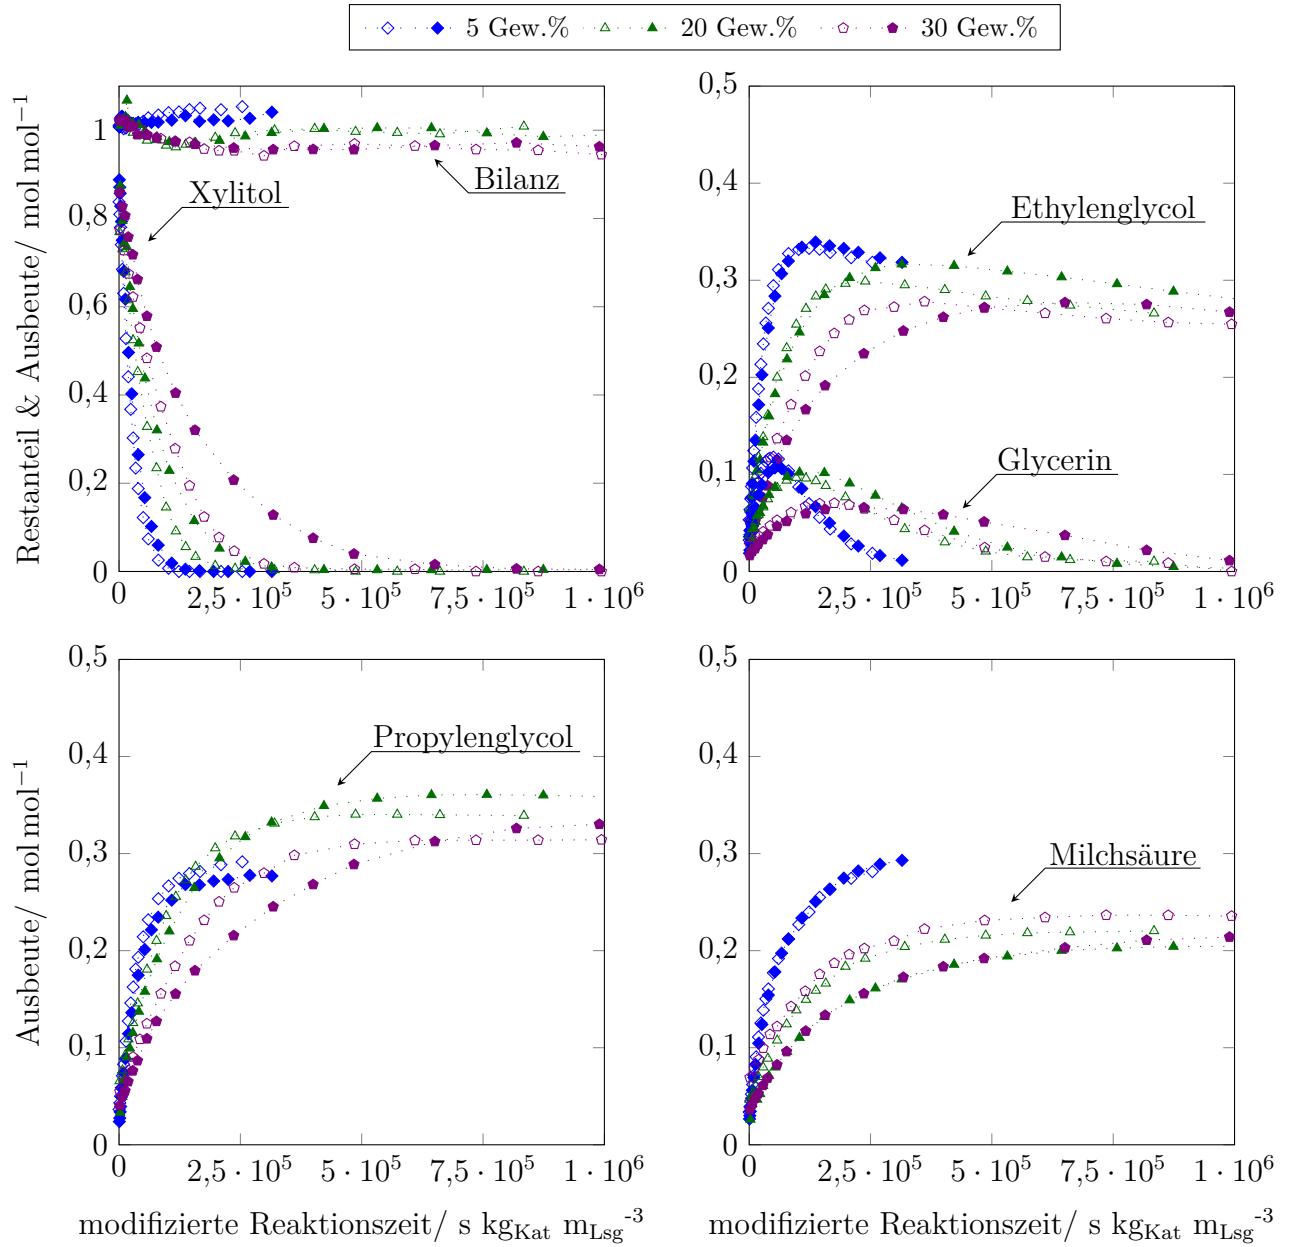 5 Gew.% 20 Gew.% 30 Gew.%
Restanteil & Ausbeute/ mol mol⁻¹
1
0,8
0,6
0,4
0,2
0
Bilanz
Xylitol
0 2,5 · 10⁵ 5 · 10⁵ 7,5 · 10⁵ 1 · 10⁶
0,5
0,4
0,3
0,2
0,1
0
Ethylenglycol
Glycerin
0 2,5 · 10⁵ 5 · 10⁵ 7,5 · 10⁵ 1 · 10⁶
Ausbeute/ mol mol⁻¹
0,5
0,4
0,3
0,2
0,1
0
Propylenglycol
0 2,5 · 10⁵ 5 · 10⁵ 7,5 · 10⁵ 1 · 10⁶
modifizierte Reaktionszeit/ s kg_Kat m_Lsg⁻³
0,5
0,4
0,3
0,2
0,1
0
Milchsäure
0 2,5 · 10⁵ 5 · 10⁵ 7,5 · 10⁵ 1 · 10⁶
modifizierte Reaktionszeit/ s kg_Kat m_Lsg⁻³